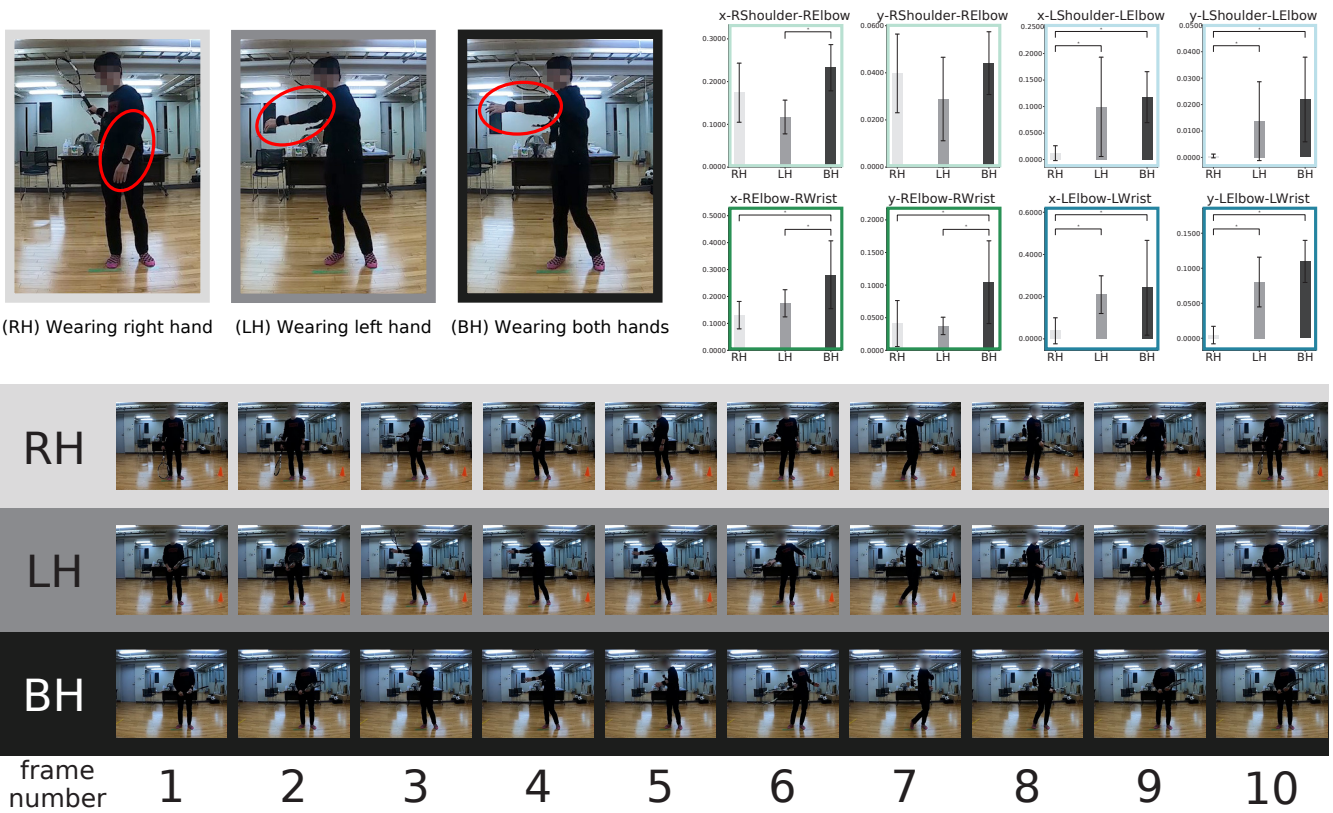 x-RShoulder-RElbow
0.3000
0.2000
0.1000
0.0000
RH LH BH
y-RShoulder-RElbow
0.0600
0.0400
0.0200
0.0000
RH LH BH
x-LShoulder-LElbow
0.2500
0.2000
0.1500
0.1000
0.0500
0.0000
RH LH BH
y-LShoulder-LElbow
0.0500
0.0400
0.0300
0.0200
0.0100
0.0000
RH LH BH
(RH) Wearing right hand
(LH) Wearing left hand
(BH) Wearing both hands
x-RElbow-RWrist
0.5000
0.4000
0.3000
0.2000
0.1000
0.0000
RH LH BH
y-RElbow-RWrist
0.2000
0.1500
0.1000
0.0500
0.0000
RH LH BH
x-LElbow-LWrist
0.6000
0.4000
0.2000
0.0000
RH LH BH
y-LElbow-LWrist
0.1500
0.1000
0.0500
0.0000
RH LH BH
RH
LH
BH
frame
number
1 2 3 4 5 6 7 8 9 10